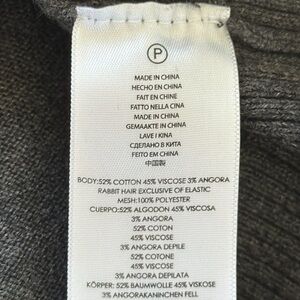 P
MADE IN CHINA
HECHO EN CHINA
FAIT EN CHINE
FATTO NELLA CINA
MADE IN CHINA
GEMAAKTE IN CHINA
LAVE I KINA
СДЕЛАНО В КИТА
FEITO EM CHINA
中国製
BODY:52% COTTON 45% VISCOSE 3% ANGORA
RABBIT HAIR EXCLUSIVE OF ELASTIC
MESH:100% POLYESTER
CUERPO:52% ALGODON 45% VISCOSA
3% ANGORA
52% COTON
45% VISCOSE
3% ANGORA DEPILE
52% COTONE
45% VISCOSE
3% ANGORA DEPILATA
KÖRPER: 52% BAUMWOLLE 45% VISKOSE
3% ANGORAKANINCHEN FELL